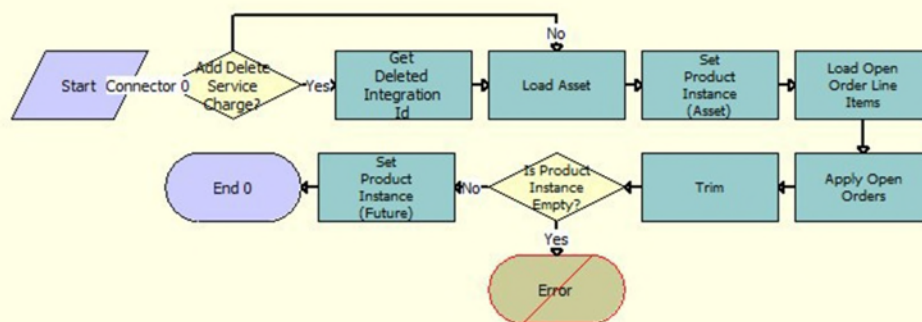 No
Start
Connector 0
Add Delete
Service
Charge?
Yes
Get
Deleted
Integration
Id
Load Asset
Set
Product
Instance
(Asset)
Load Open
Order Line
Items
End 0
Set
Product
Instance
(Future)
No
Is Product
Instance
Empty?
Trim
Apply Open
Orders
Yes
Error